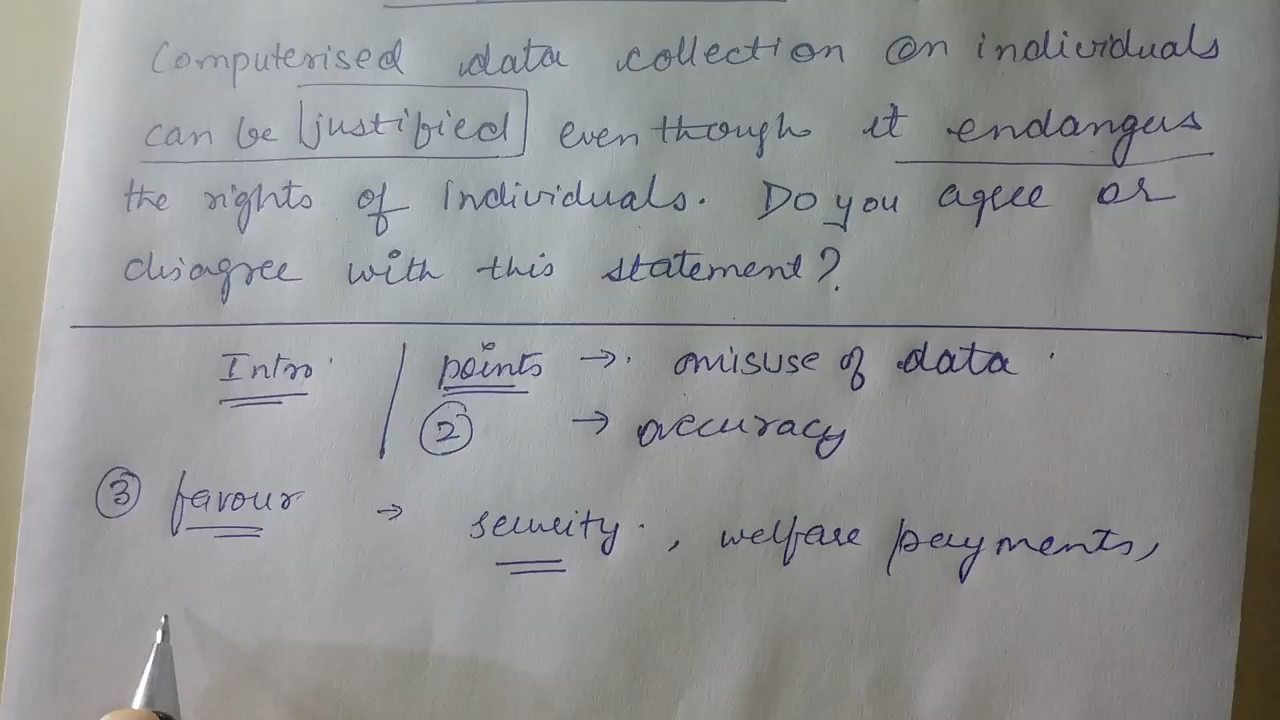 Computerised data collection on individuals
can be justified even though it endangers
the rights of individuals. Do you agree or
disagree with this statement?
Intro. / points → misuse of data.
② → accuracy
③ favour → security, welfare payments,